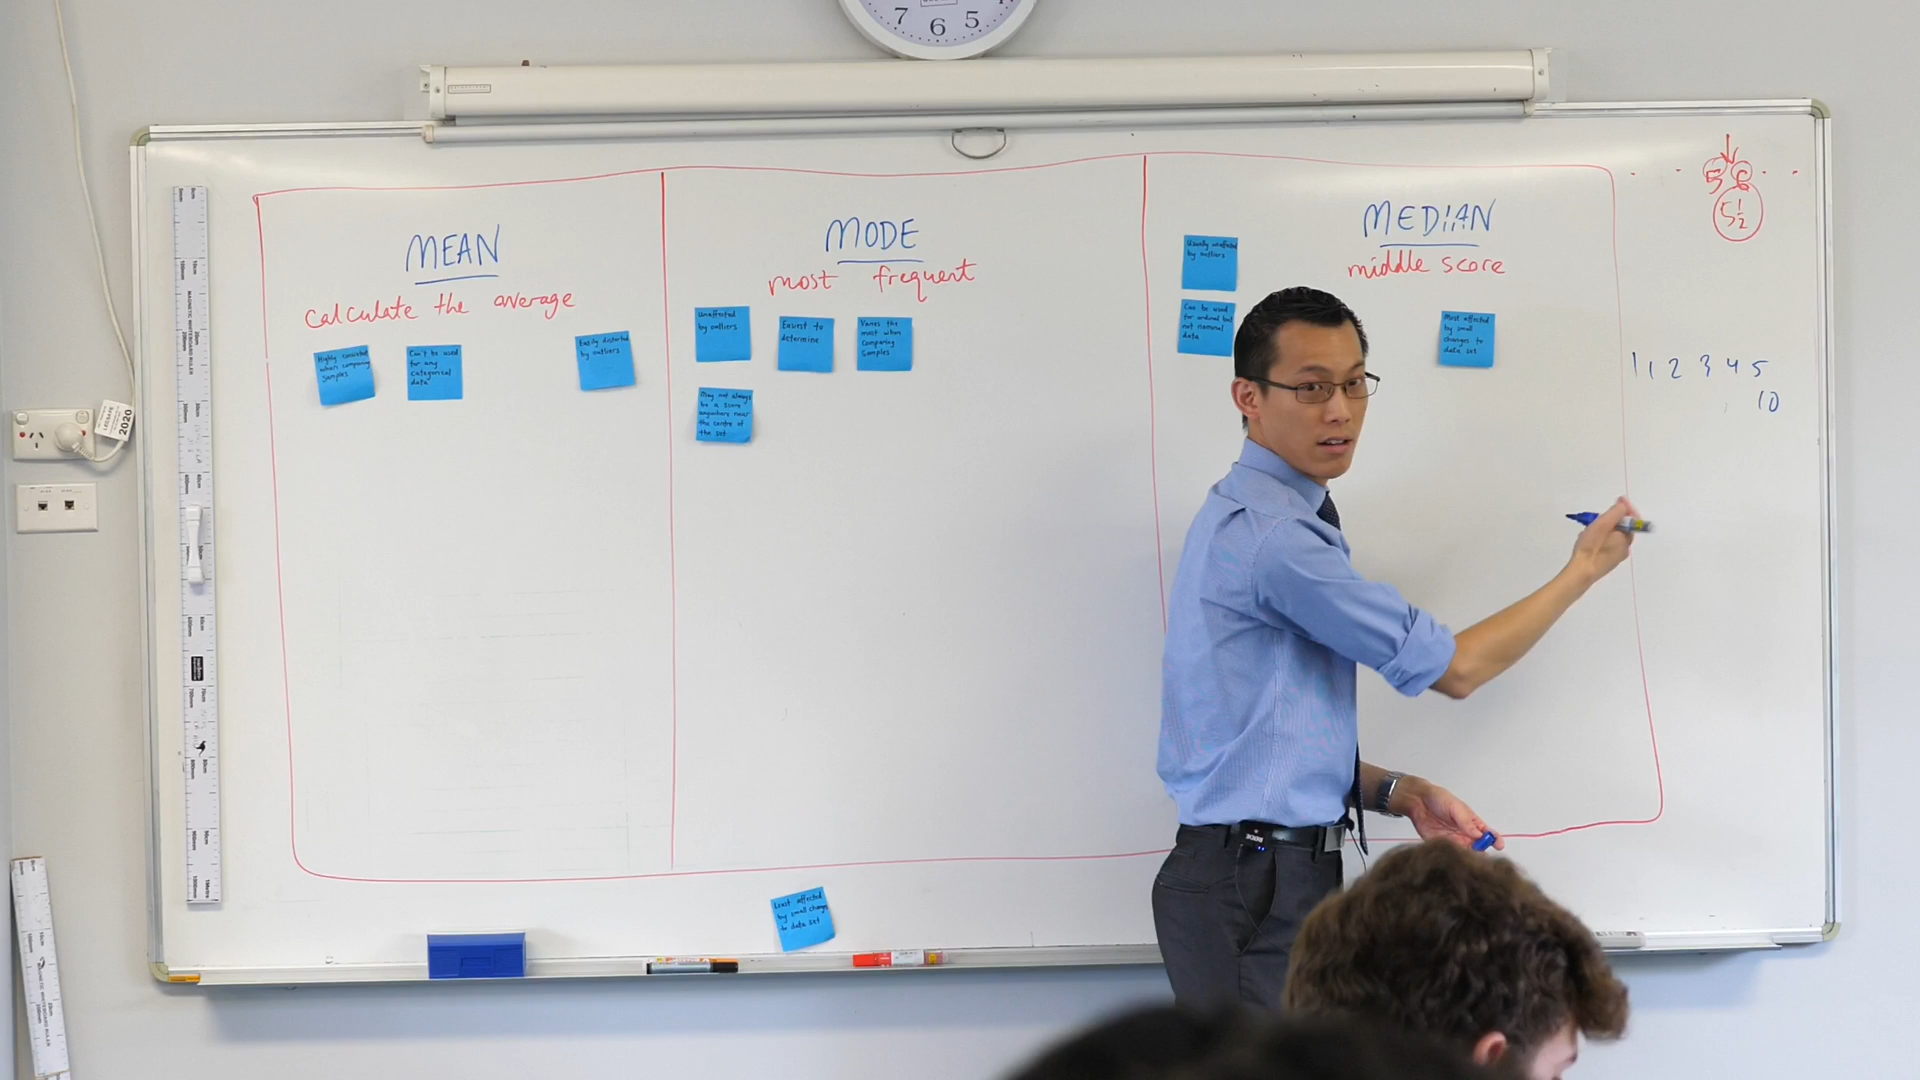 7 6 5
MEAN
calculate the average
Highly consistent
when comparing
samples
Can't be used
for any
categorical
data
Easily distorted
by outliers
MODE
most frequent
Unaffected
by outliers
Easiest to
determine
Varies the
most when
comparing
samples
May not always
be a score
anywhere near
the centre of
the set
MEDIAN
middle score
Usually unaffected
by outliers
Can be used
for ordinal but
not nominal
data
Most affected
by small
changes to
data set
Least affected
by small changes
to data set
5 6
5 1/2
1 1 2 3 4 5
10
2020